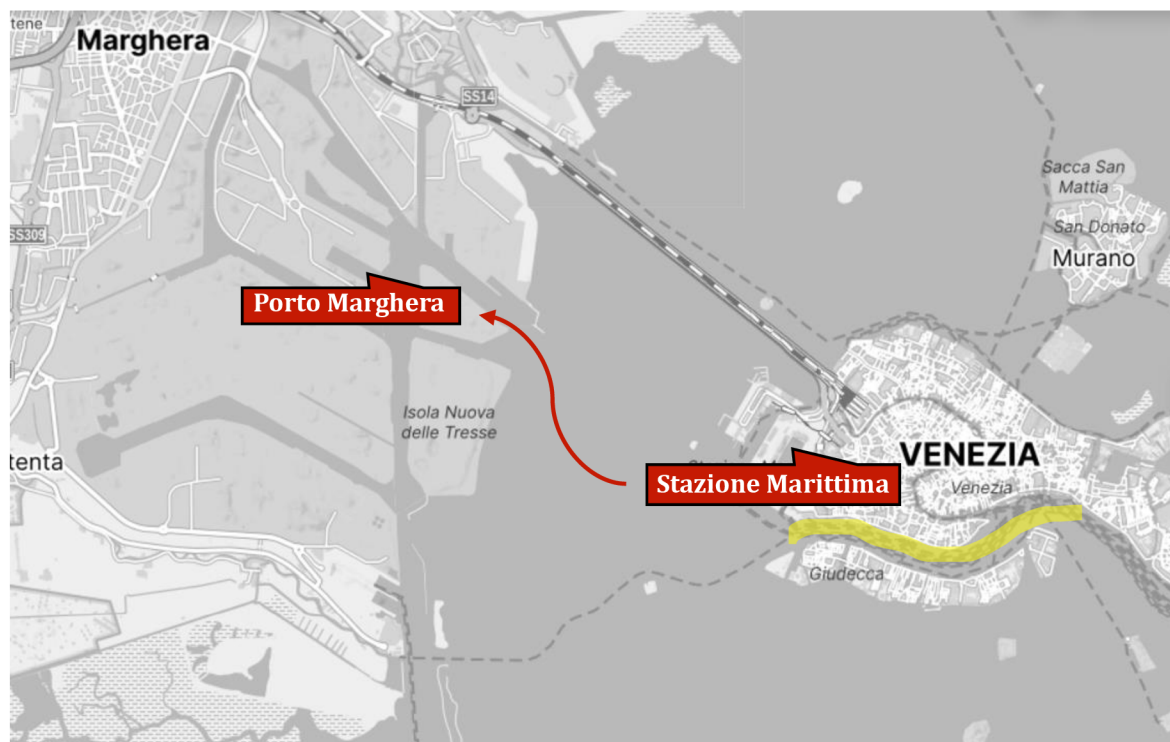 tene
Marghera
SS14
Sacca San
Mattia
San Donato
Murano
SS309
Porto Marghera
Isola Nuova
delle Tresse
VENEZIA
Venezia
Stazione Marittima
tenta
Giudecca